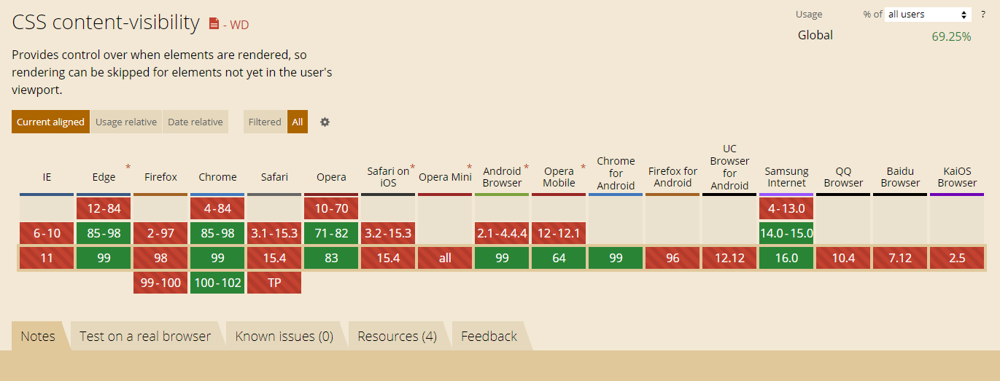 CSS content-visibility - WD
Usage % of all users ?
Global 69.25%
Provides control over when elements are rendered, so
rendering can be skipped for elements not yet in the user's
viewport.
Current aligned Usage relative Date relative Filtered All
IE Edge * Firefox Chrome Safari Opera Safari on iOS * Opera Mini * Android Browser * Opera Mobile * Chrome for Android Firefox for Android UC Browser for Android Samsung Internet QQ Browser Baidu Browser KaiOS Browser
12-84 4-84 10-70 4-13.0
6-10 85-98 2-97 85-98 3.1-15.3 71-82 3.2-15.3 2.1-4.4.4 12-12.1 14.0-15.0
11 99 98 99 15.4 83 15.4 all 99 64 99 96 12.12 16.0 10.4 7.12 2.5
99-100 100-102 TP
Notes Test on a real browser Known issues (0) Resources (4) Feedback